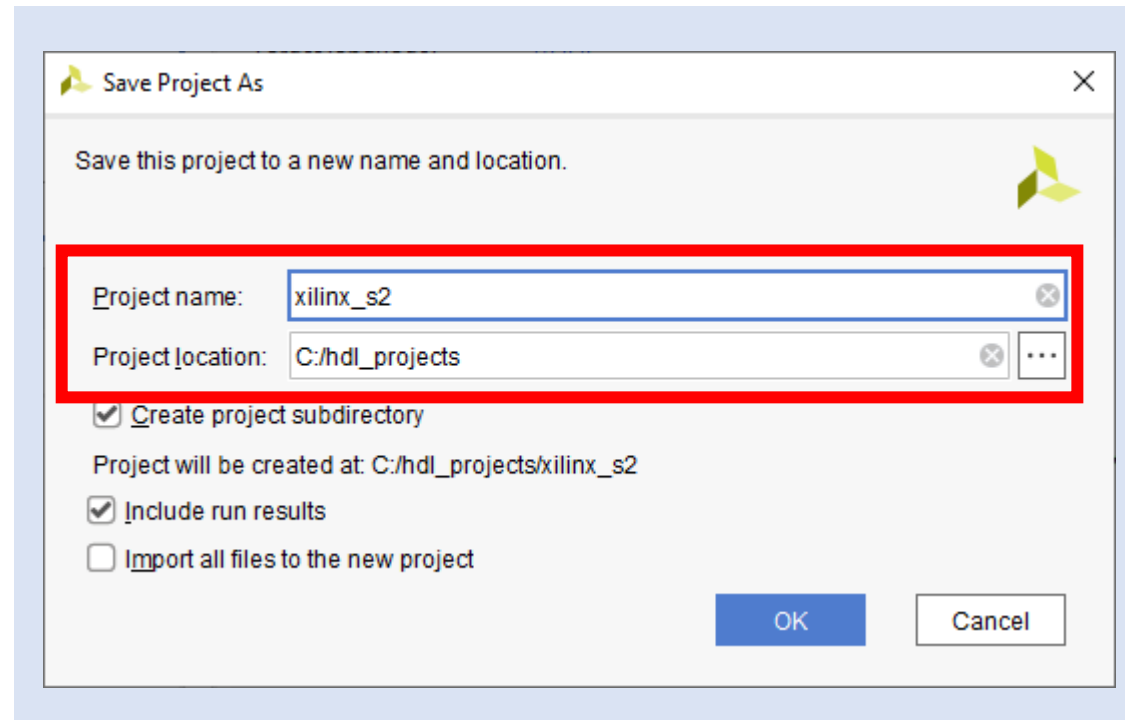 Save Project As
Save this project to a new name and location.
Project name: xilinx_s2
Project location: C:/hdl_projects ...
Create project subdirectory
Project will be created at: C:/hdl_projects/xilinx_s2
Include run results
Import all files to the new project
OK Cancel